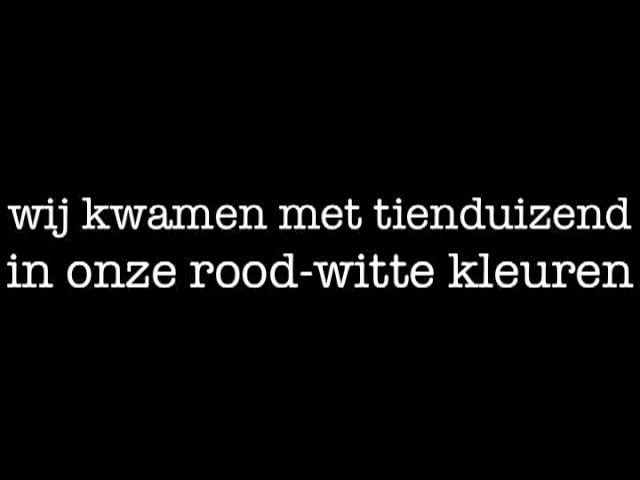 wij kwamen met tienduizend
in onze rood-witte kleuren